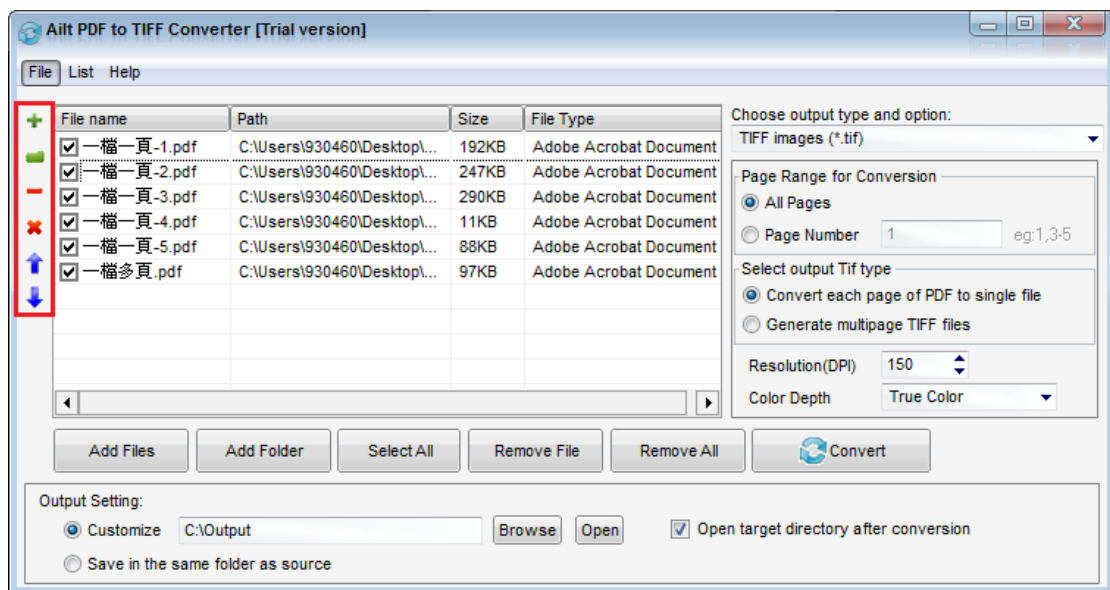 Ailt PDF to TIFF Converter [Trial version]
File List Help
File name Path Size File Type
一檔一頁-1.pdf C:\Users\930460\Desktop\... 192KB Adobe Acrobat Document
一檔一頁-2.pdf C:\Users\930460\Desktop\... 247KB Adobe Acrobat Document
一檔一頁-3.pdf C:\Users\930460\Desktop\... 290KB Adobe Acrobat Document
一檔一頁-4.pdf C:\Users\930460\Desktop\... 11KB Adobe Acrobat Document
一檔一頁-5.pdf C:\Users\930460\Desktop\... 88KB Adobe Acrobat Document
一檔多頁.pdf C:\Users\930460\Desktop\... 97KB Adobe Acrobat Document
Choose output type and option:
TIFF images (*.tif)
Page Range for Conversion
All Pages
Page Number 1 eg:1,3-5
Select output Tif type
Convert each page of PDF to single file
Generate multipage TIFF files
Resolution(DPI) 150
Color Depth True Color
Add Files Add Folder Select All Remove File Remove All Convert
Output Setting:
Customize C:\Output Browse Open Open target directory after conversion
Save in the same folder as source